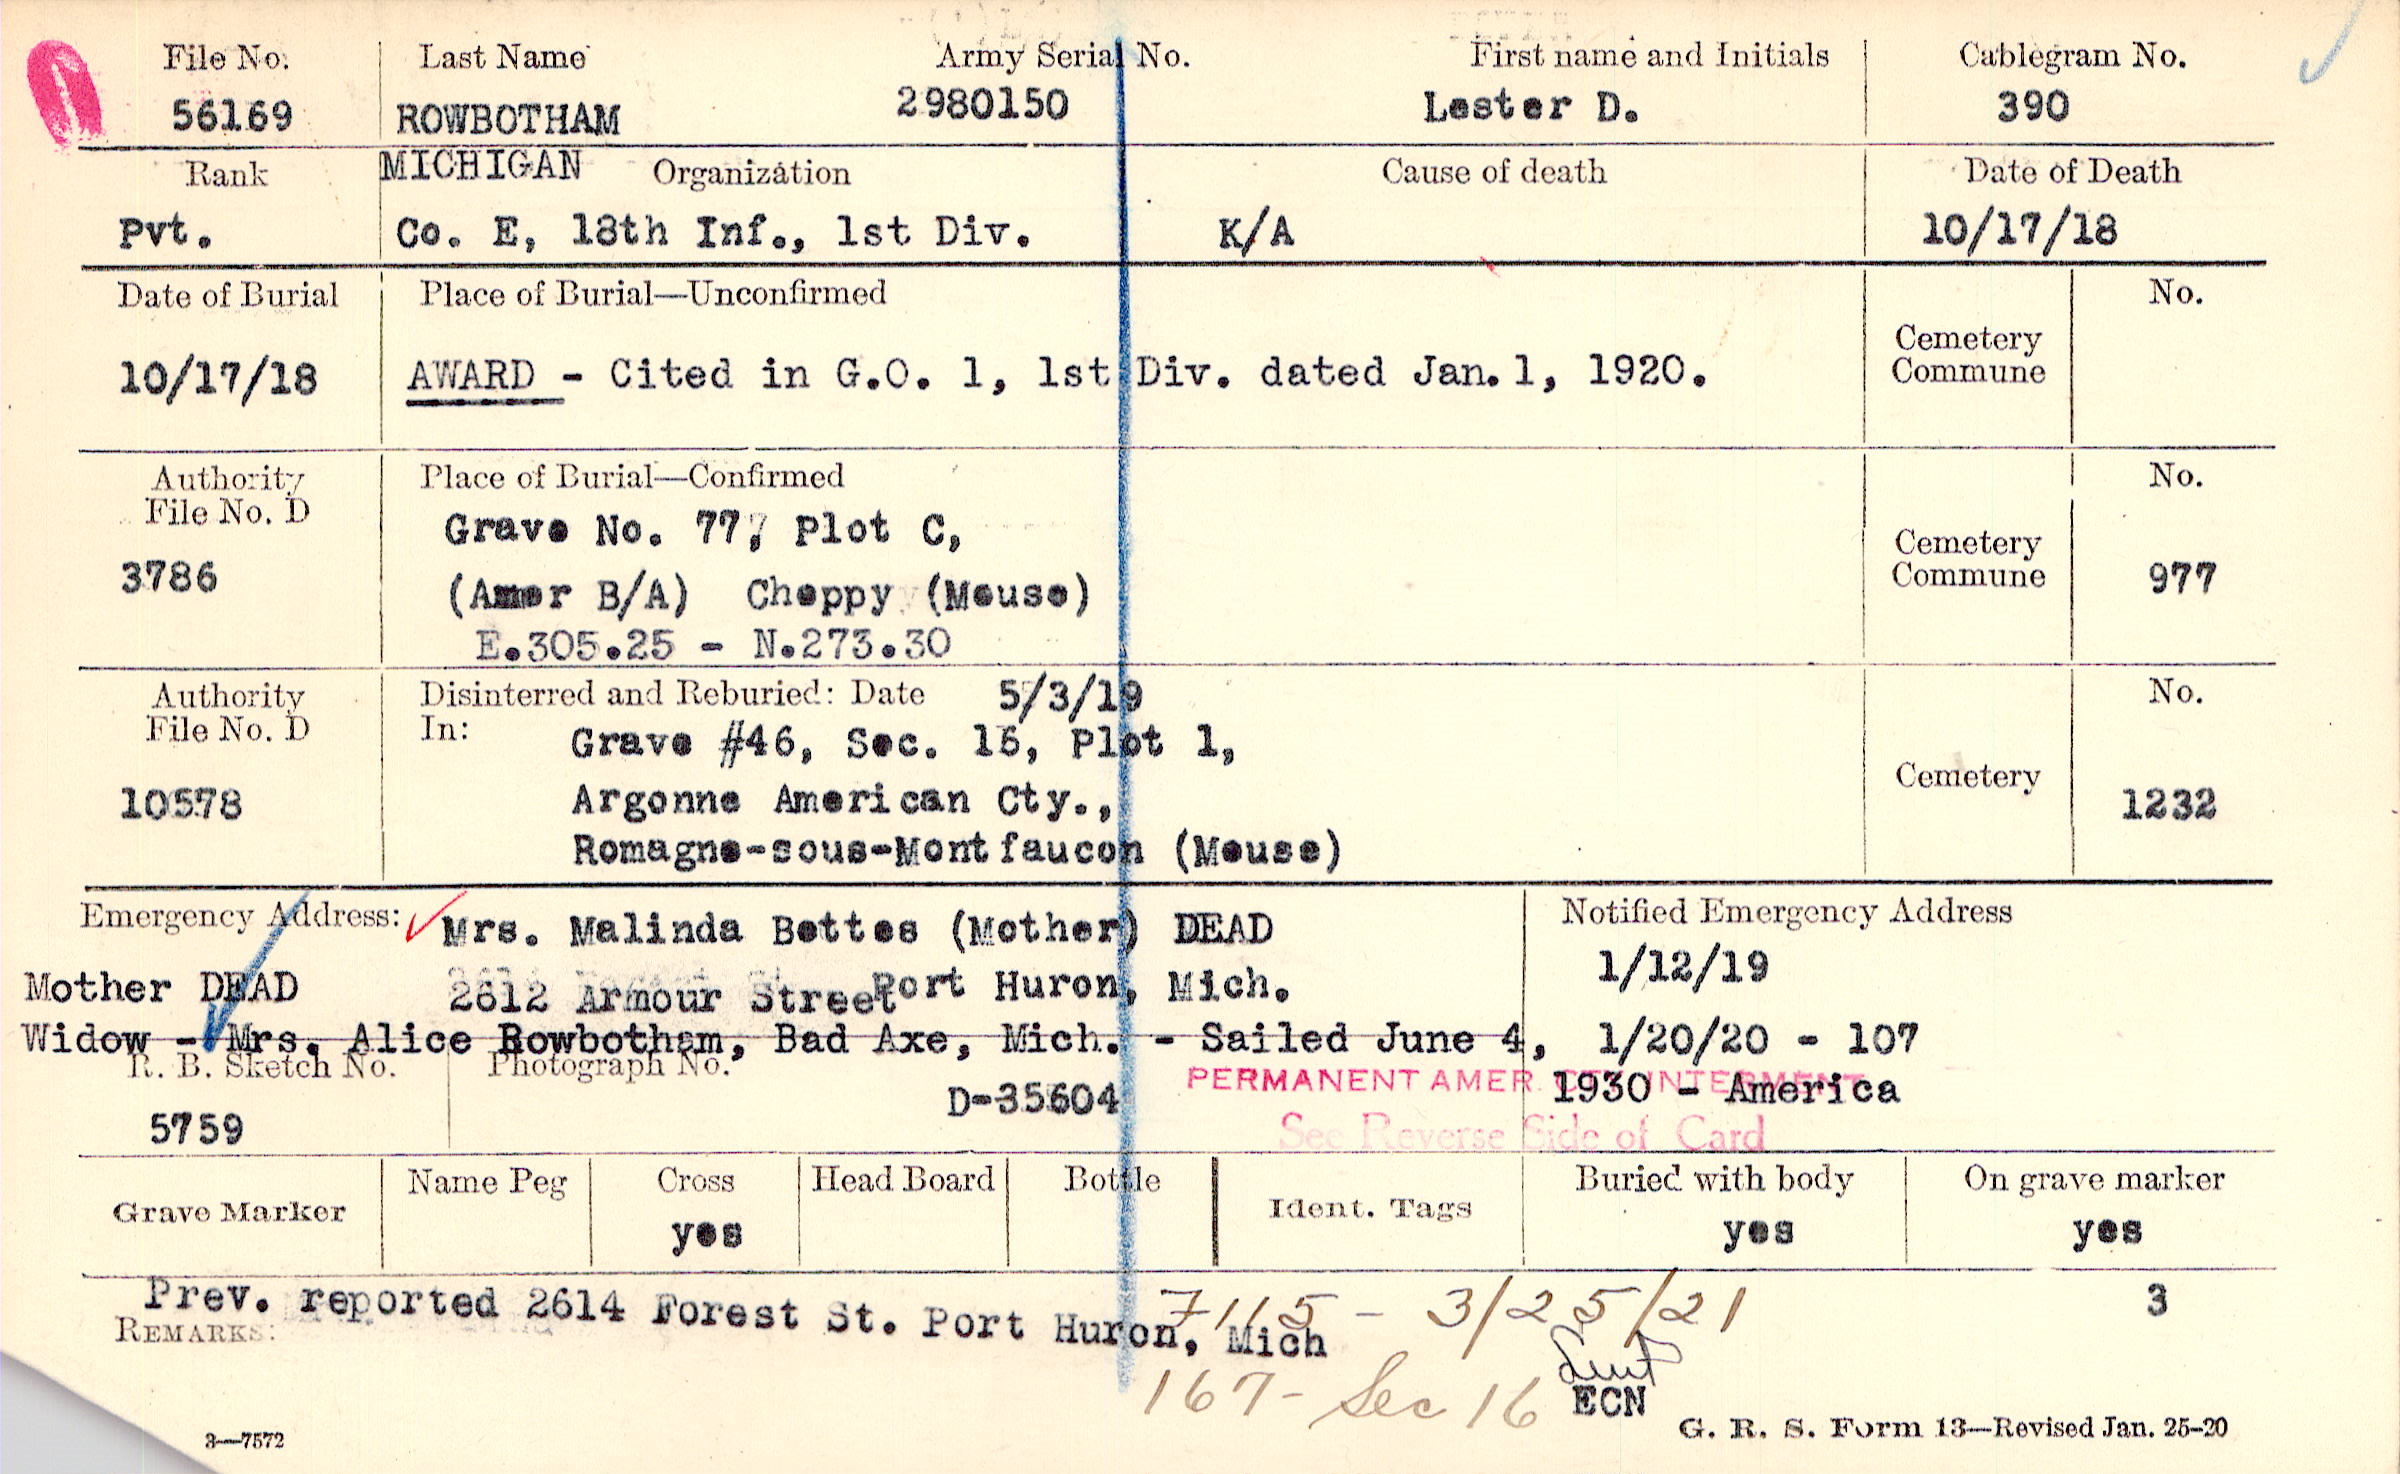 File No. Last Name Army Serial No. First name and Initials Cablegram No.
56169 ROWBOTHAM 2980150 Lester D. 390
Rank MICHIGAN Organization Cause of death Date of Death
Pvt. Co. E, 18th Inf., 1st Div. K/A 10/17/18
Date of Burial Place of Burial—Unconfirmed No.
Cemetery
Commune
10/17/18 AWARD - Cited in G.O. 1, 1st Div. dated Jan. 1, 1920.
Authority Place of Burial—Confirmed No.
File No. D
Grave No. 77, Plot C,
Cemetery
Commune
3786 (Amer B/A) Cheppy (Meuse) 977
E.305.25 - N.273.30
Authority Disinterred and Reburied: Date 5/3/19 No.
File No. D In: Grave #46, Sec. 15, Plot 1,
Cemetery
10578 Argonne American Cty., 1232
Romagne-sous-Montfaucon (Meuse)
Emergency Address: Mrs. Malinda Bettes (Mother) DEAD Notified Emergency Address
Mother DEAD 2612 Armour Street Port Huron, Mich. 1/12/19
Widow - Mrs. Alice Rowbotham, Bad Axe, Mich. - Sailed June 4, 1/20/20 - 107
R. B. Sketch No. Photograph No. PERMANENT AMER. CTY INTERMENT 1930 - America
5759 D-35604 See Reverse Side of Card
Grave Marker Name Peg Cross Head Board Bottle Ident. Tags Buried with body On grave marker
yes yes yes
Prev. reported 2614 Forest St. Port Huron, Mich 7115 - 3/25/21 3
REMARKS:
167- Sec 16 ECN
3—7572 G. R. S. Form 13—Revised Jan. 25-20